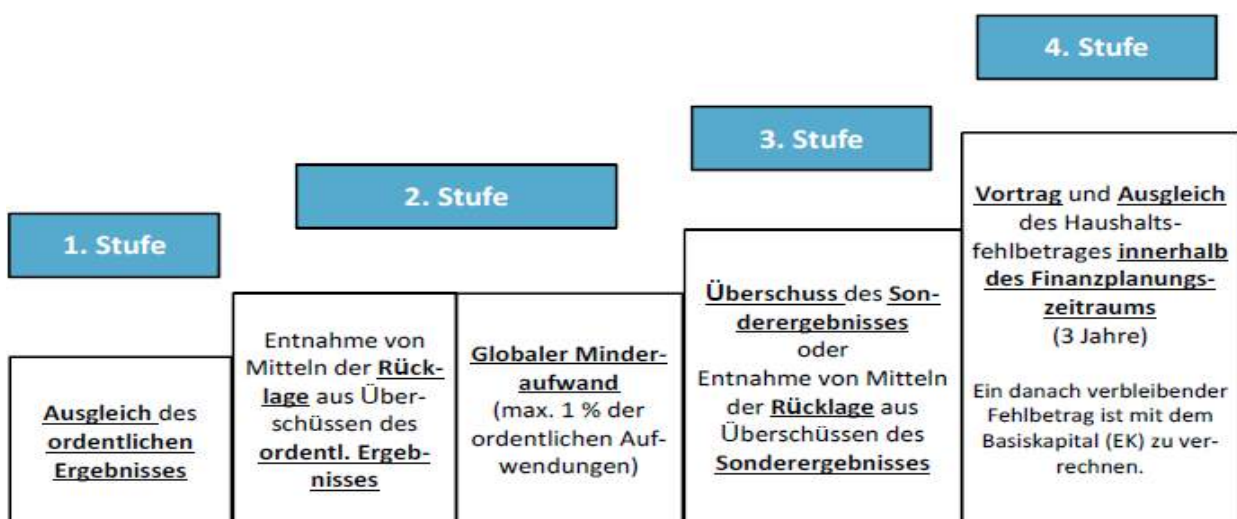 1. Stufe
Ausgleich des
ordentlichen
Ergebnisses
2. Stufe
Entnahme von
Mitteln der Rück-
lage aus Über-
schüssen des
ordentl. Ergeb-
nisses
Globaler Minder-
aufwand
(max. 1 % der
ordentlichen Auf-
wendungen)
3. Stufe
Überschuss des Son-
derergebnisses
oder
Entnahme von Mitteln
der Rücklage aus
Überschüssen des
Sonderergebnisses
4. Stufe
Vortrag und Ausgleich
des Haushalts-
fehlbetrages innerhalb
des Finanzplanungs-
zeitraums
(3 Jahre)
Ein danach verbleibender
Fehlbetrag ist mit dem
Basiskapital (EK) zu ver-
rechnen.